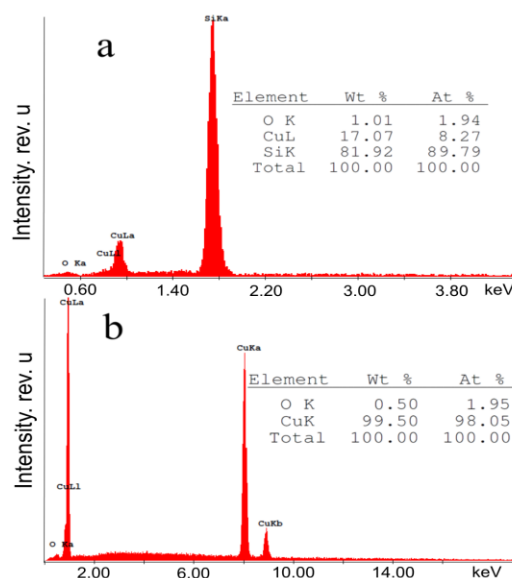 SiKa
a
Element Wt % At %
O K 1.01 1.94
CuL 17.07 8.27
SiK 81.92 89.79
Total 100.00 100.00
Intensity. rev. u
CuLa
CuLl
O Ka
0.60 1.40 2.20 3.00 3.80 keV
CuLa
b
CuKa
Element Wt % At %
O K 0.50 1.95
CuK 99.50 98.05
Total 100.00 100.00
Intensity. rev. u
CuLl
CuKb
O Ka
2.00 6.00 10.00 14.00 keV